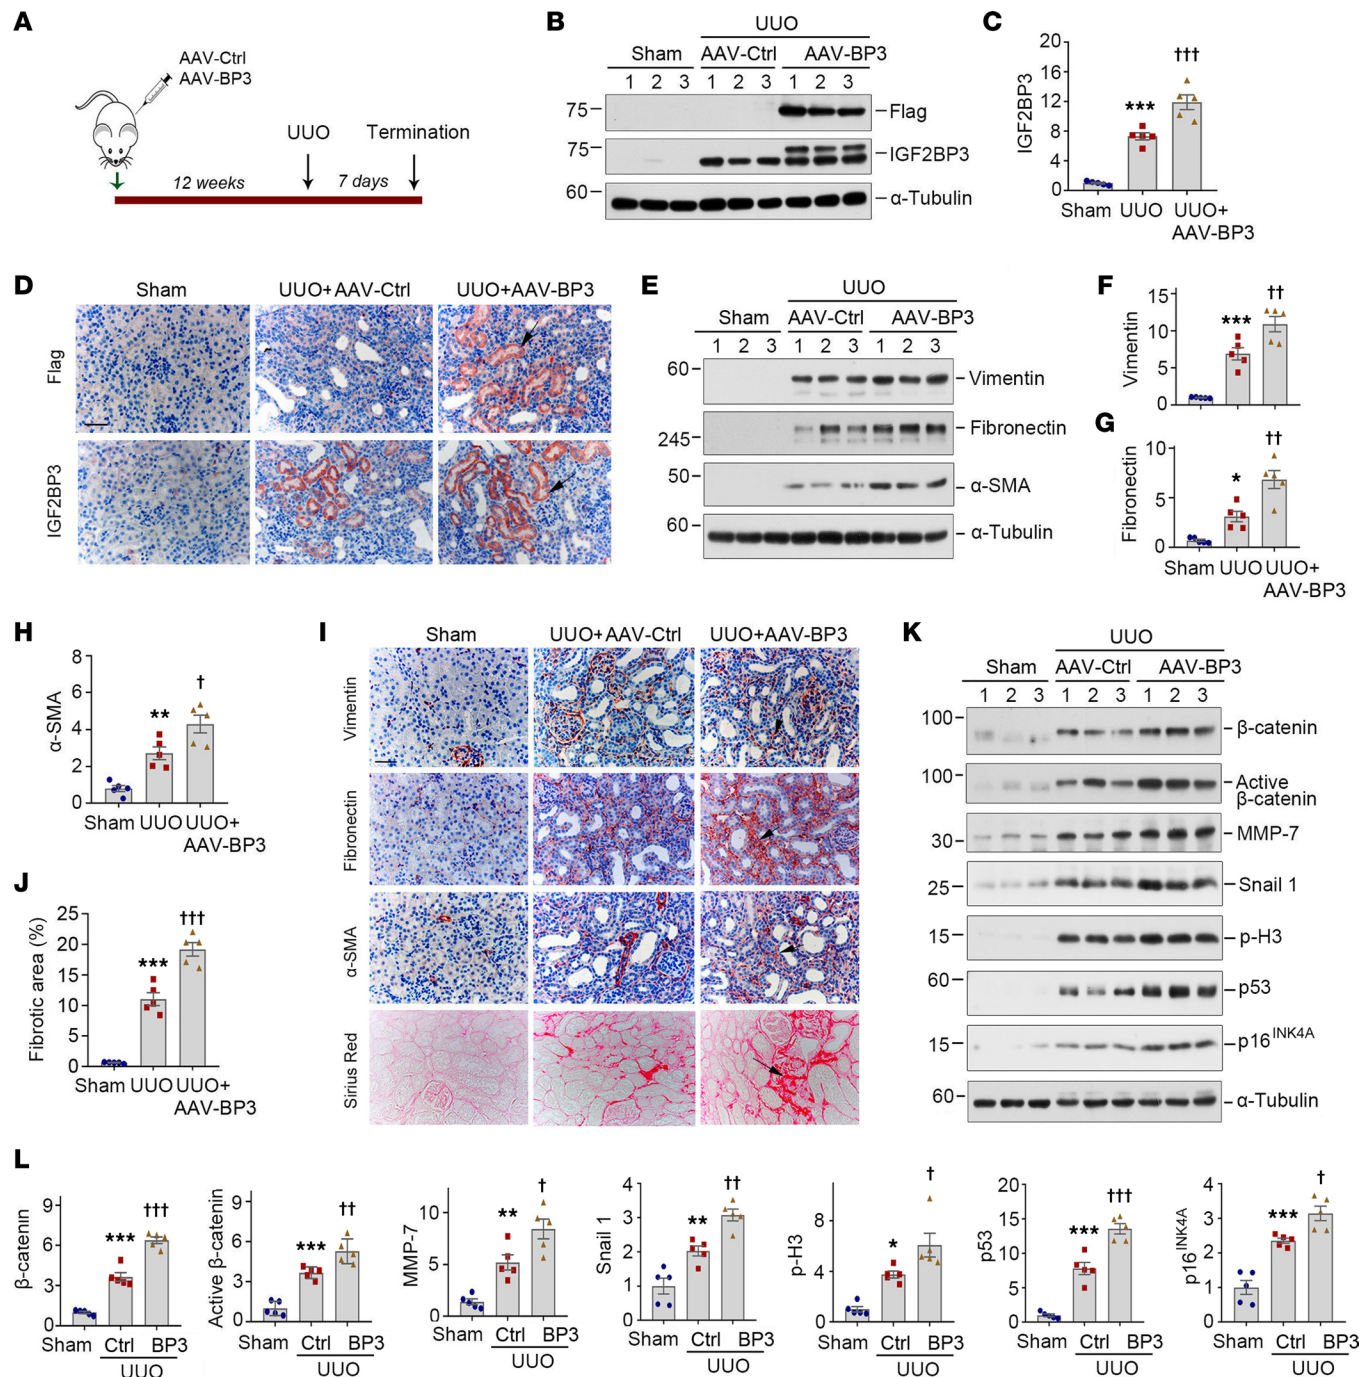 A
AAV-Ctrl
AAV-BP3
UUO
Termination
12 weeks
7 days
B
UUO
Sham
AAV-Ctrl
AAV-BP3
1 2 3 1 2 3 1 2 3
75
Flag
75
IGF2BP3
60
α-Tubulin
C
20
16
12
8
4
0
IGF2BP3
***
†††
Sham UUO UUO+
AAV-BP3
D
Sham
UUO+AAV-Ctrl
UUO+AAV-BP3
Flag
IGF2BP3
E
UUO
Sham
AAV-Ctrl
AAV-BP3
1 2 3 1 2 3 1 2 3
60
Vimentin
Fibronectin
245
50
α-SMA
60
α-Tubulin
F
15
10
5
0
Vimentin
***
††
G
10
5
0
Fibronectin
*
††
Sham UUO UUO+
AAV-BP3
H
8
6
4
2
0
α-SMA
**
†
Sham UUO UUO+
AAV-BP3
I
Sham
UUO+AAV-Ctrl
UUO+AAV-BP3
Vimentin
Fibronectin
α-SMA
Sirius Red
J
25
20
15
10
5
0
Fibrotic area (%)
***
†††
Sham UUO UUO+
AAV-BP3
K
UUO
Sham
AAV-Ctrl
AAV-BP3
1 2 3 1 2 3 1 2 3
100
β-catenin
100
Active
β-catenin
MMP-7
30
Snail 1
25
15
p-H3
60
p53
15
p16INK4A
60
α-Tubulin
L
9
6
3
0
β-catenin
***
†††
Sham Ctrl BP3
UUO
9
6
3
0
Active β-catenin
***
††
Sham Ctrl BP3
UUO
10
5
0
MMP-7
**
†
Sham Ctrl BP3
UUO
4
3
2
1
0
Snail 1
**
††
Sham Ctrl BP3
UUO
8
4
0
p-H3
*
†
Sham Ctrl BP3
UUO
20
15
10
5
0
p53
***
†††
Sham Ctrl BP3
UUO
4
3
2
1
0
p16INK4A
***
†
Sham Ctrl BP3
UUO